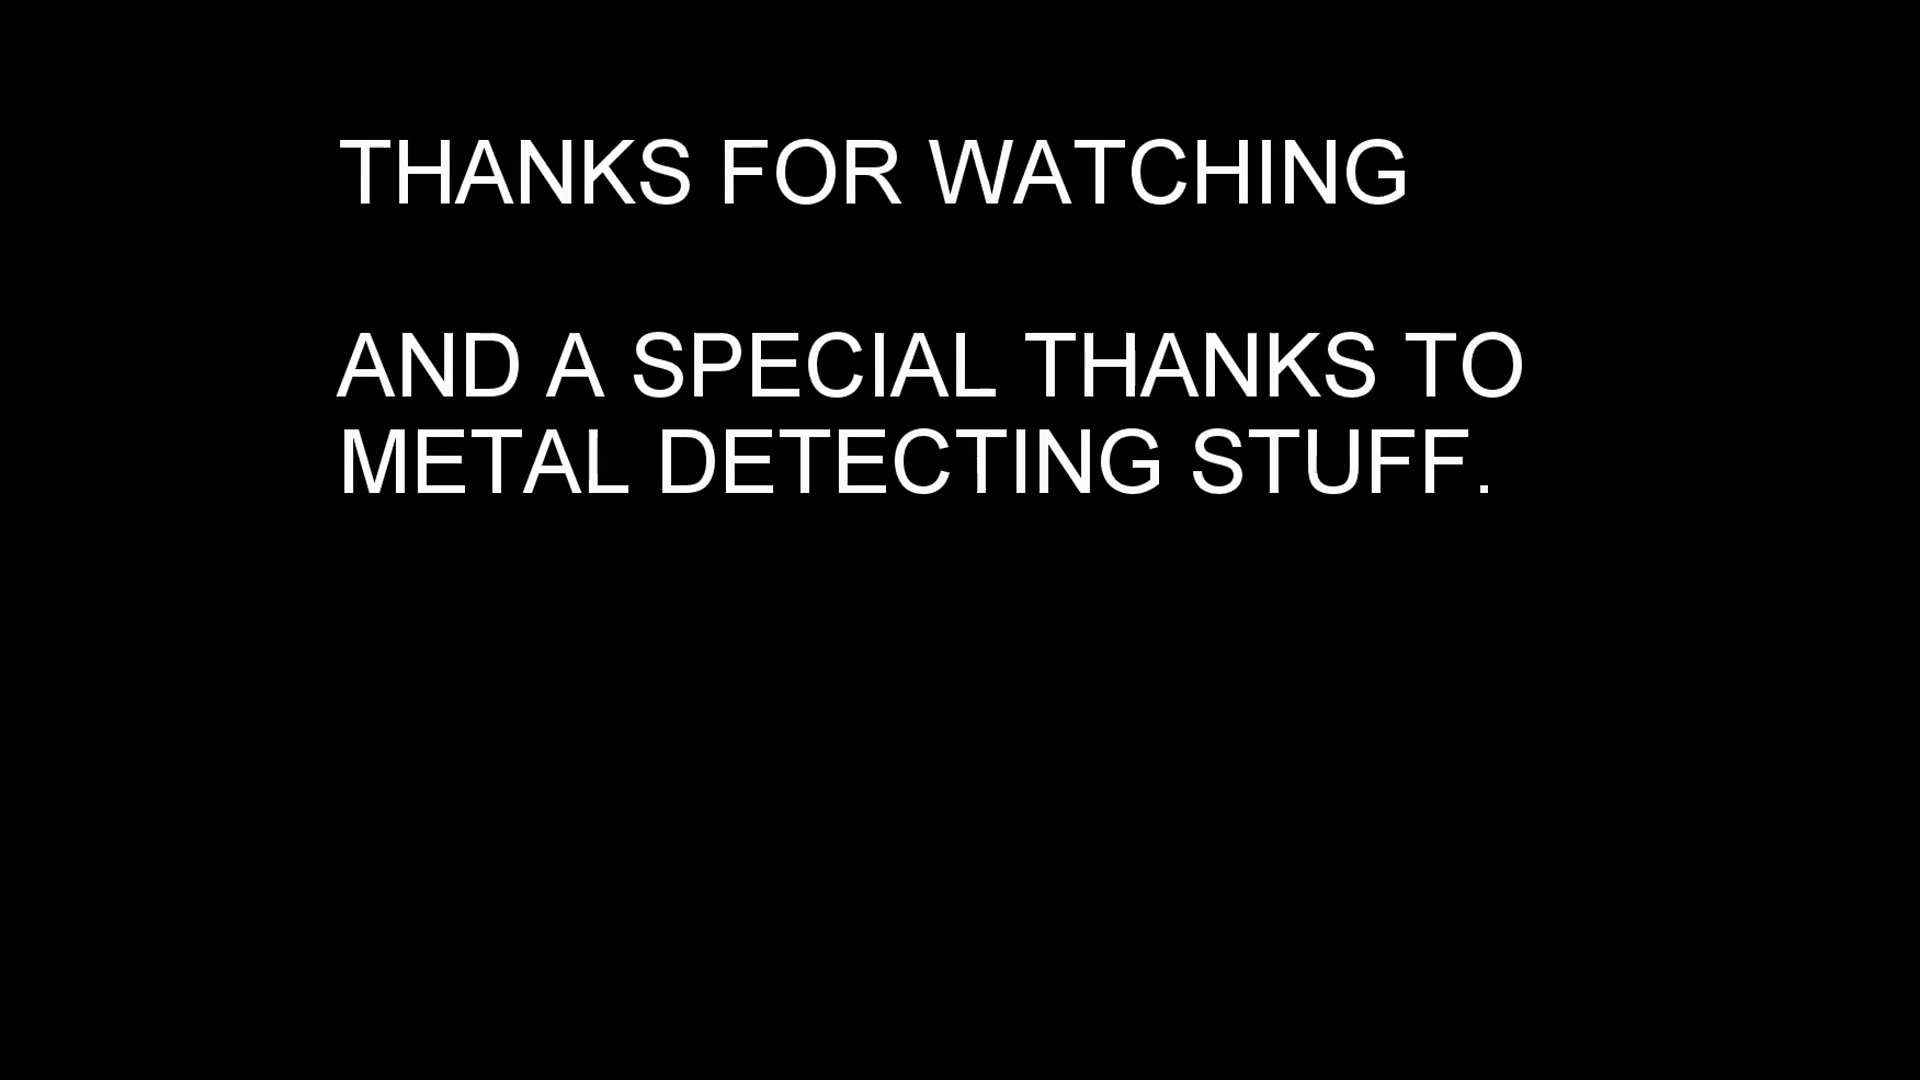 THANKS FOR WATCHING
AND A SPECIAL THANKS TO
METAL DETECTING STUFF.